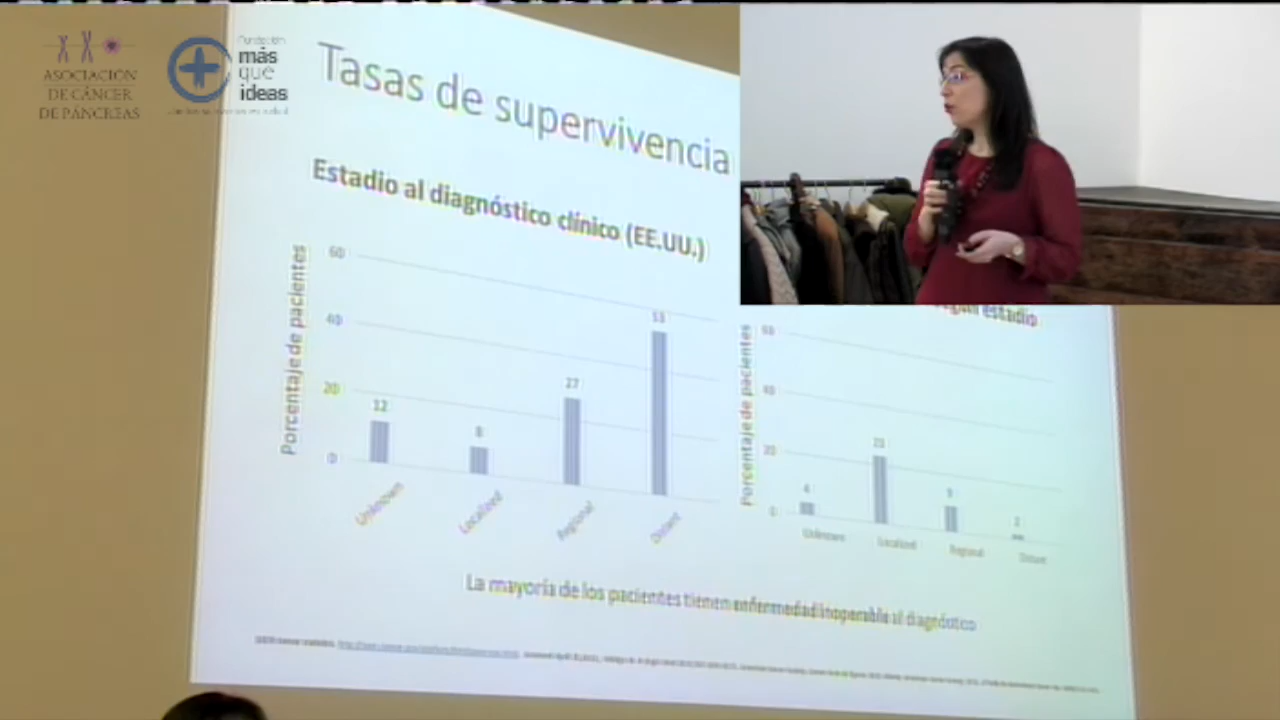 ASOCIACIÓN
DE CÁNCER
DE PÁNCREAS
Fundación
más
que
ideas
Tasas de supervivencia
Estadio al diagnóstico clínico (EE.UU.)
Porcentaje de pacientes
60
40
20
0
12
8
27
53
Unknown
Localized
Regional
Distant
estadio
Porcentaje de pacientes
60
40
20
0
4
9
2
Unknown
Localized
Regional
Distant
La mayoría de los pacientes tienen enfermedad inoperable al diagnóstico